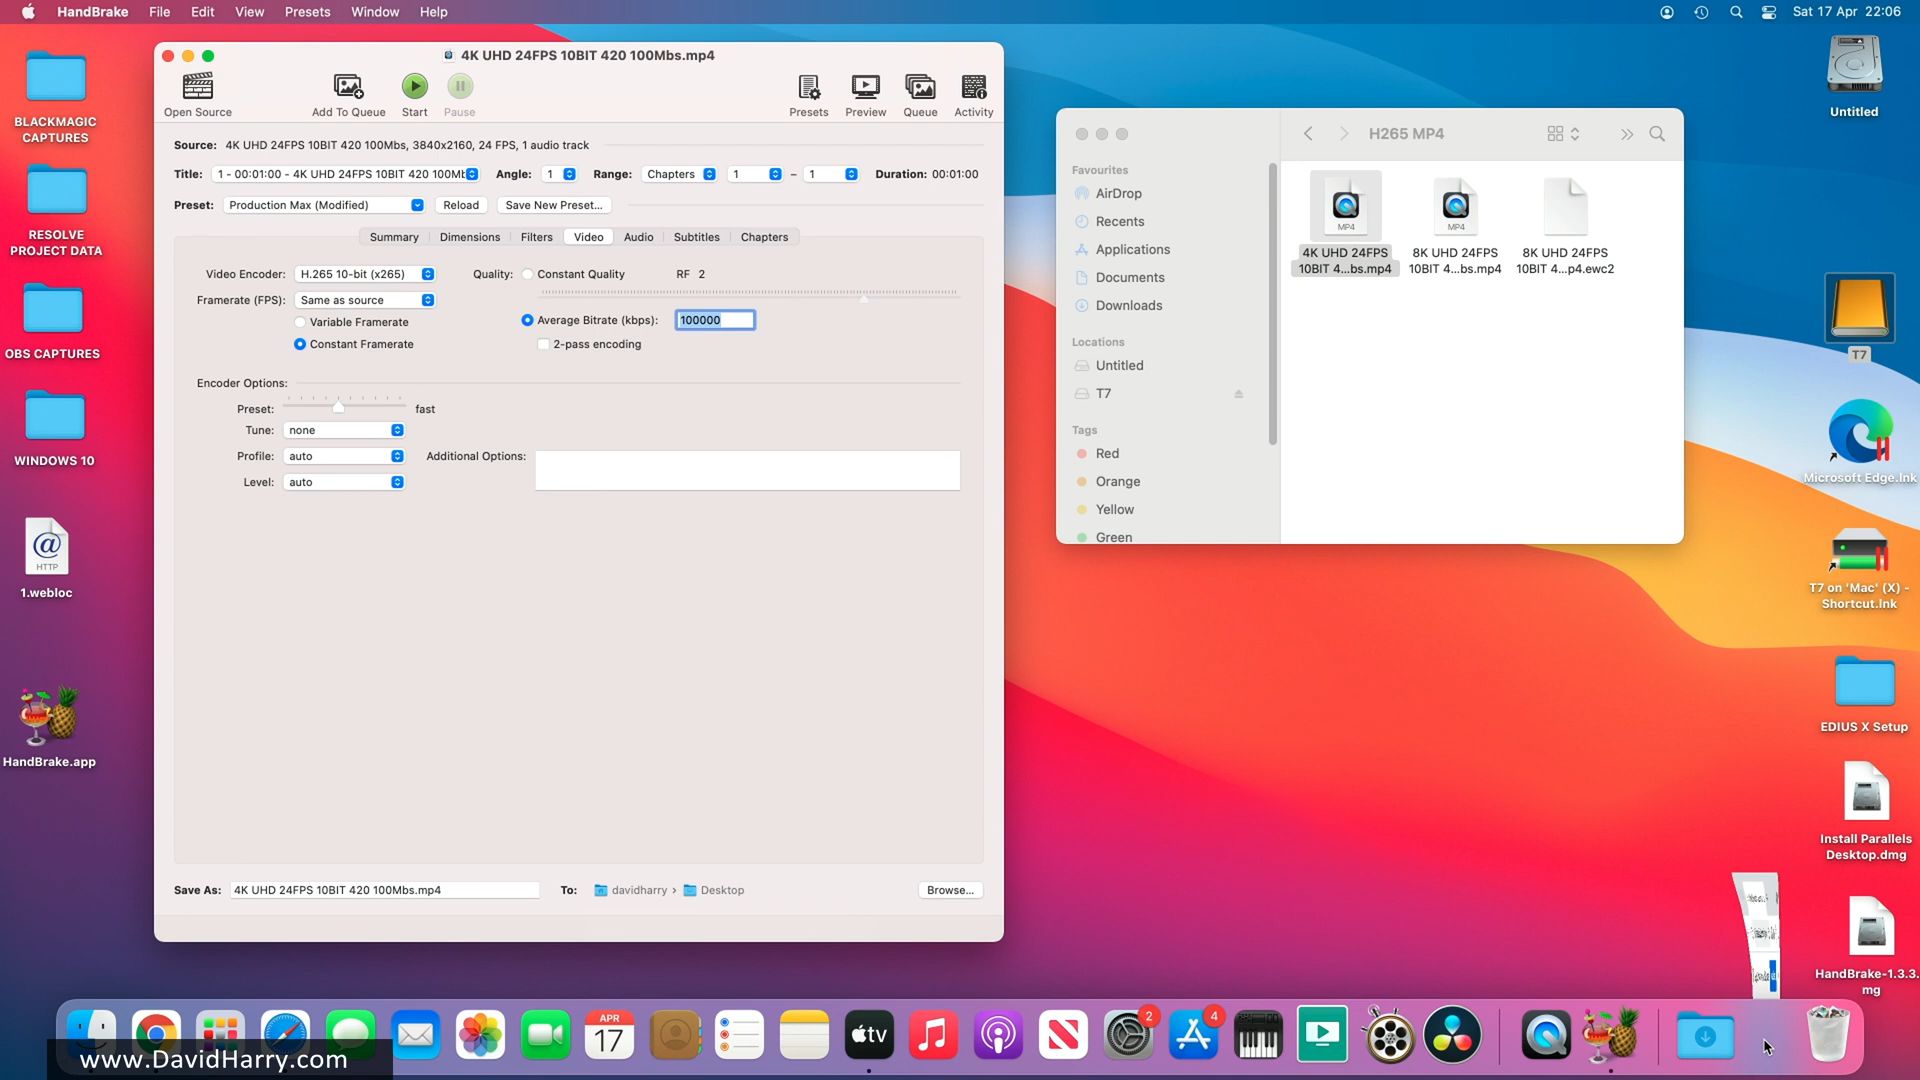 HandBrake File Edit View Presets Window Help
Sat 17 Apr 22:06
4K UHD 24FPS 10BIT 420 100Mbs.mp4
Open Source
Add To Queue
Start
Pause
Presets
Preview
Queue
Activity
Source: 4K UHD 24FPS 10BIT 420 100Mbs, 3840x2160, 24 FPS, 1 audio track
Title: 1 - 00:01:00 - 4K UHD 24FPS 10BIT 420 100Mb Angle: 1 Range: Chapters 1 – 1 Duration: 00:01:00
Preset: Production Max (Modified) Reload Save New Preset...
Summary Dimensions Filters Video Audio Subtitles Chapters
Video Encoder: H.265 10-bit (x265) Quality: Constant Quality RF 2
Framerate (FPS): Same as source
Variable Framerate
Average Bitrate (kbps): 100000
Constant Framerate
2-pass encoding
Encoder Options:
Preset: fast
Tune: none
Profile: auto Additional Options:
Level: auto
Save As: 4K UHD 24FPS 10BIT 420 100Mbs.mp4 To: davidharry › Desktop Browse...
H265 MP4
Favourites
AirDrop
Recents
Applications
Documents
Downloads
Locations
Untitled
T7
Tags
Red
Orange
Yellow
Green
MP4
4K UHD 24FPS
10BIT 4...bs.mp4
MP4
8K UHD 24FPS
10BIT 4...bs.mp4
8K UHD 24FPS
10BIT 4...p4.ewc2
BLACKMAGIC
CAPTURES
RESOLVE
PROJECT DATA
OBS CAPTURES
WINDOWS 10
@
HTTP
1.webloc
HandBrake.app
Untitled
T7
Microsoft Edge.lnk
T7 on 'Mac' (X) -
Shortcut.lnk
EDIUS X Setup
Install Parallels
Desktop.dmg
HandBrake-1.3.3.
mg
APR
17
tv
2
4
www.DavidHarry.com